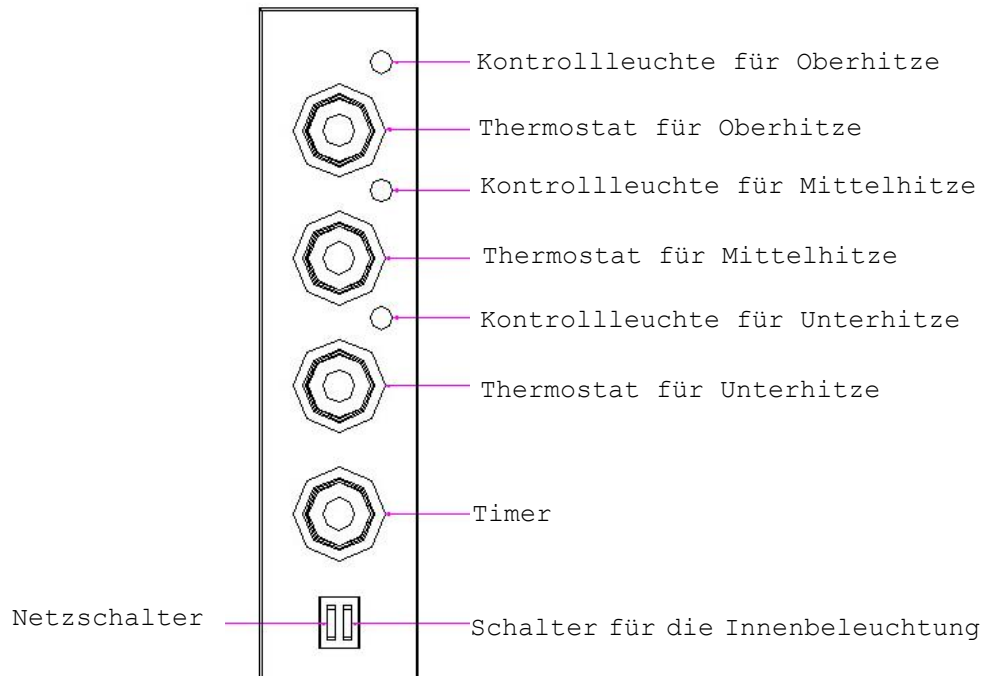 Kontrollleuchte für Oberhitze
Thermostat für Oberhitze
Kontrollleuchte für Mittelhitze
Thermostat für Mittelhitze
Kontrollleuchte für Unterhitze
Thermostat für Unterhitze
Timer
Netzschalter
Schalter für die Innenbeleuchtung